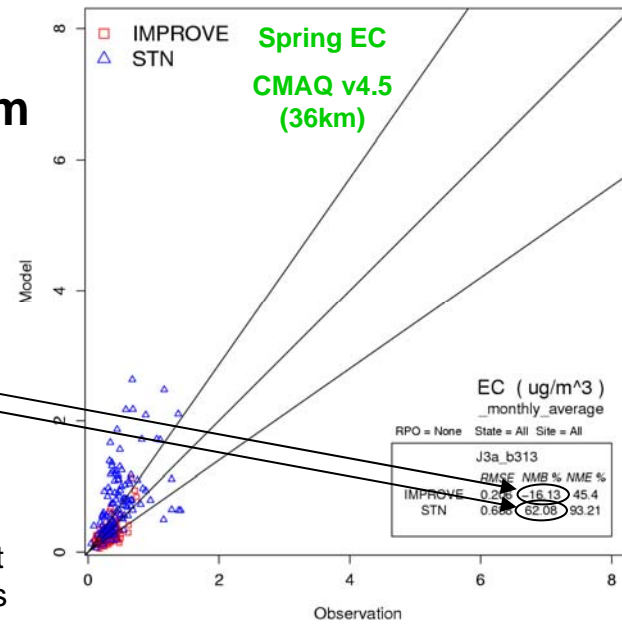 8
IMPROVE
STN
Spring EC
CMAQ v4.5
(36km)
m
6
Model
4
EC ( ug/m^3 )
_monthly_average
2
RPO = None State = All Site = All
J3a_b313
RMSE NMB % NME %
IMPROVE −16.13 45.4
STN 62.08 93.21
0
t
s
0 2 4 6 8
Observation